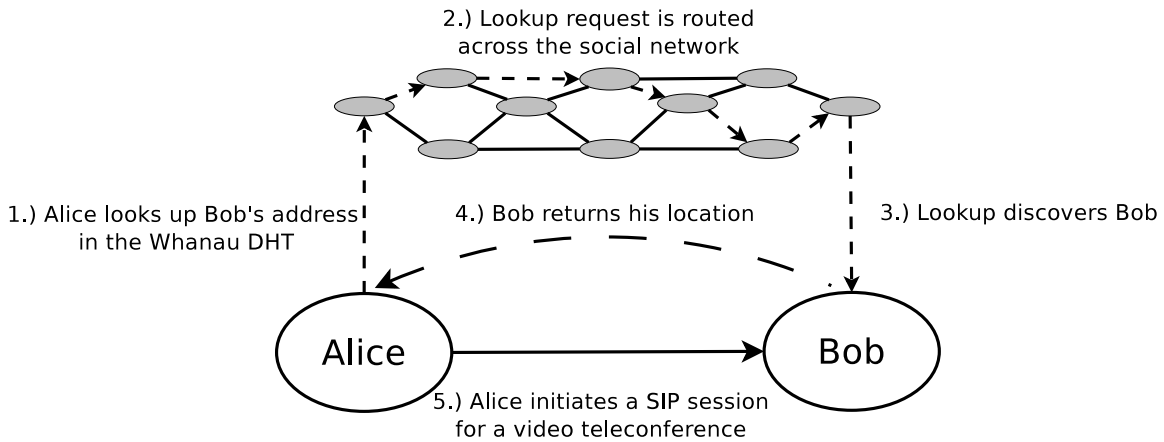 2.) Lookup request is routed
across the social network
1.) Alice looks up Bob's address
in the Whanau DHT
4.) Bob returns his location
3.) Lookup discovers Bob
Alice
Bob
5.) Alice initiates a SIP session
for a video teleconference